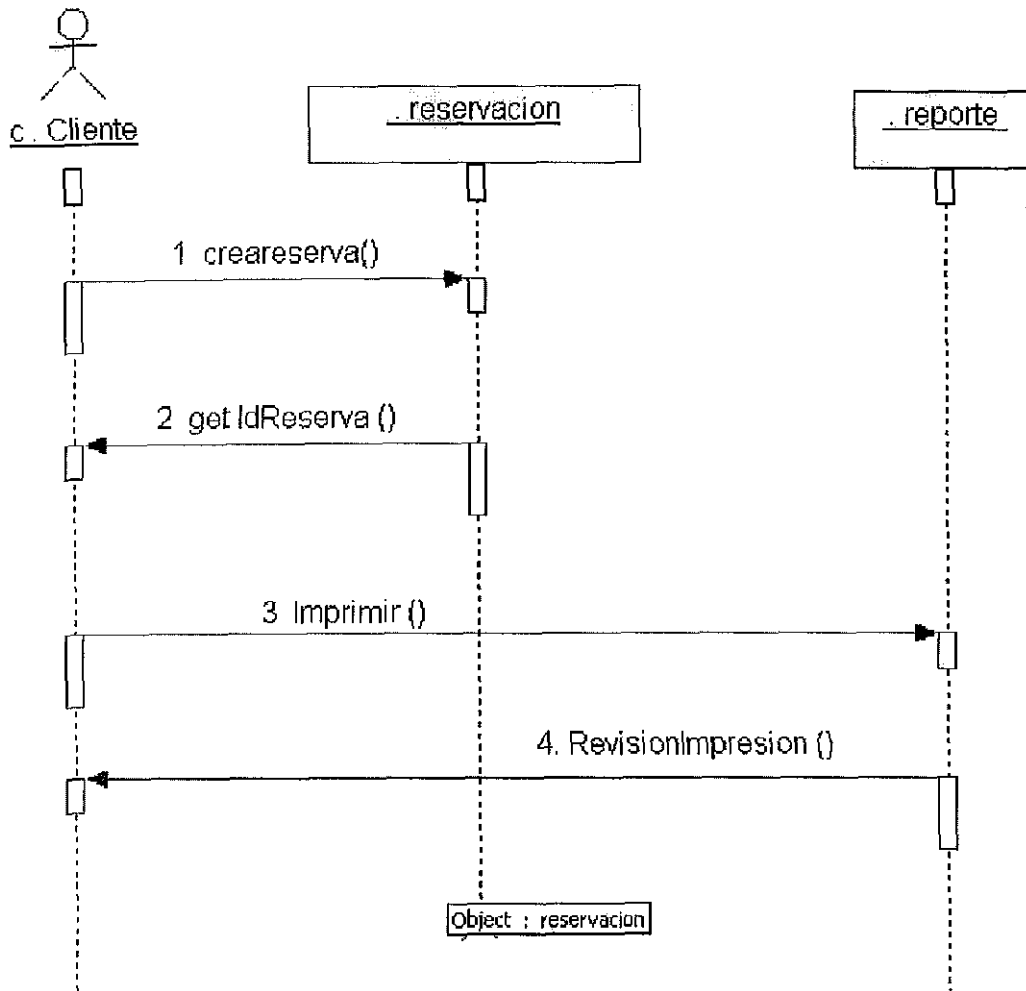 c . Cliente
. reservacion
. reporte
1 creareserva()
2 get IdReserva ()
3 Imprimir ()
4. RevisionImpresion ()
Object : reservacion